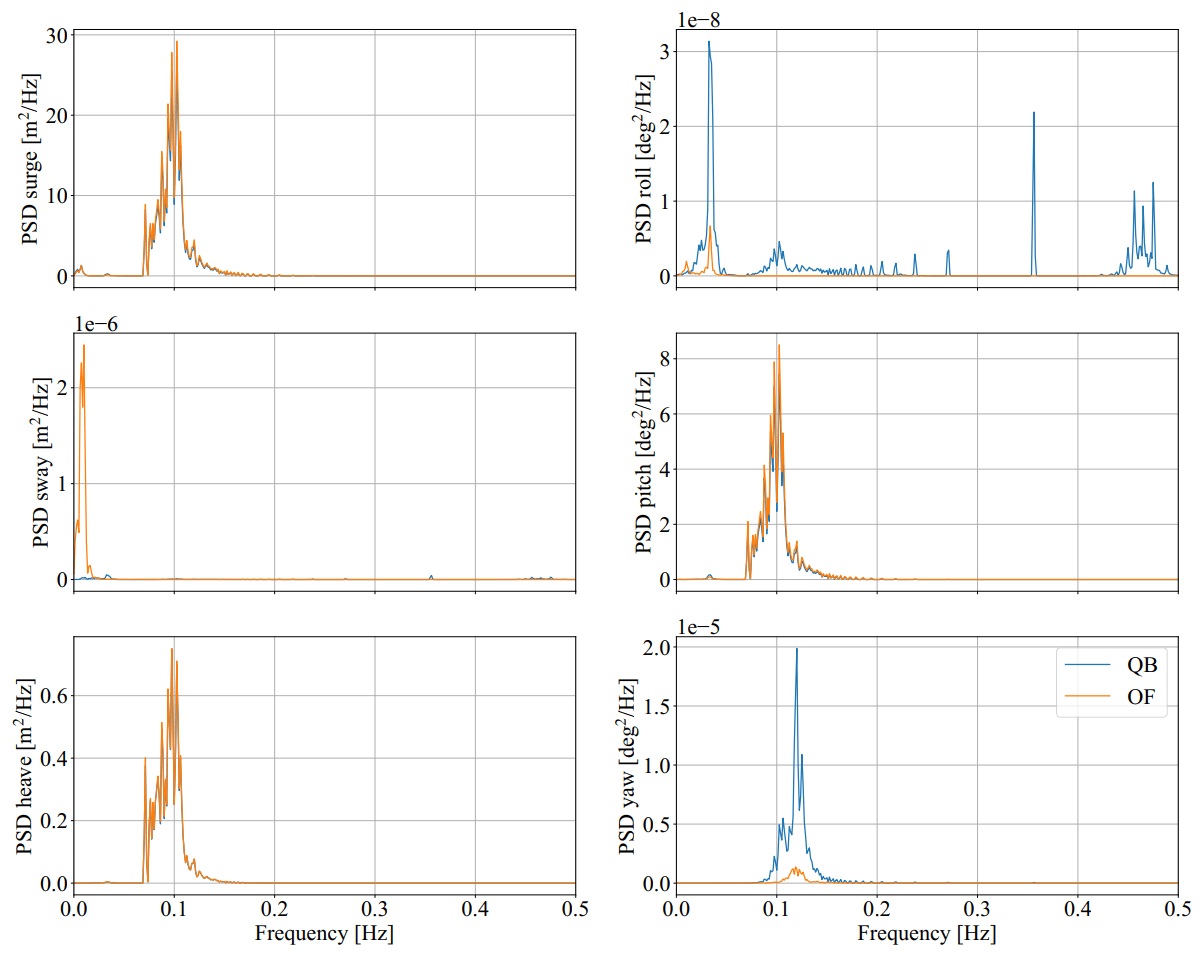 PSD surge [m²/Hz]
30
20
10
0
1e−8
PSD roll [deg²/Hz]
3
2
1
0
1e−6
PSD sway [m²/Hz]
2
1
0
PSD pitch [deg²/Hz]
8
6
4
2
0
PSD heave [m²/Hz]
0.6
0.4
0.2
0.0
0.0 0.1 0.2 0.3 0.4 0.5
Frequency [Hz]
1e−5
PSD yaw [deg²/Hz]
2.0
1.5
1.0
0.5
0.0
QB
OF
0.0 0.1 0.2 0.3 0.4 0.5
Frequency [Hz]